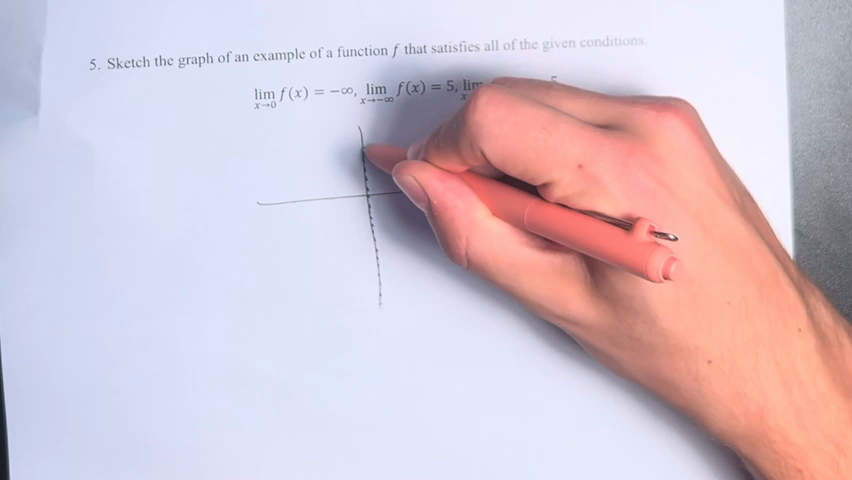 5. Sketch the graph of an example of a function f that satisfies all of the given conditions.
lim x→0 f(x) = −∞, lim x→−∞ f(x) = 5, lim